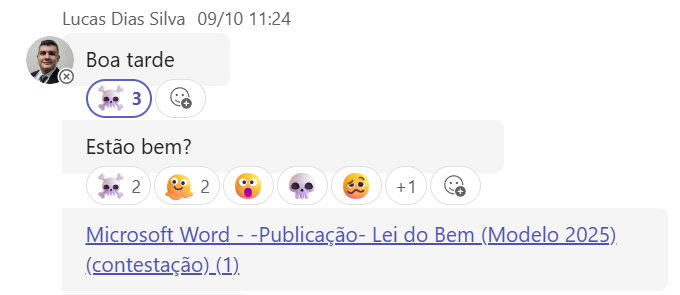 Lucas Dias Silva 09/10 11:24
Boa tarde
3
Estão bem?
2 2 +1
Microsoft Word - -Publicação- Lei do Bem (Modelo 2025)
(contestação) (1)